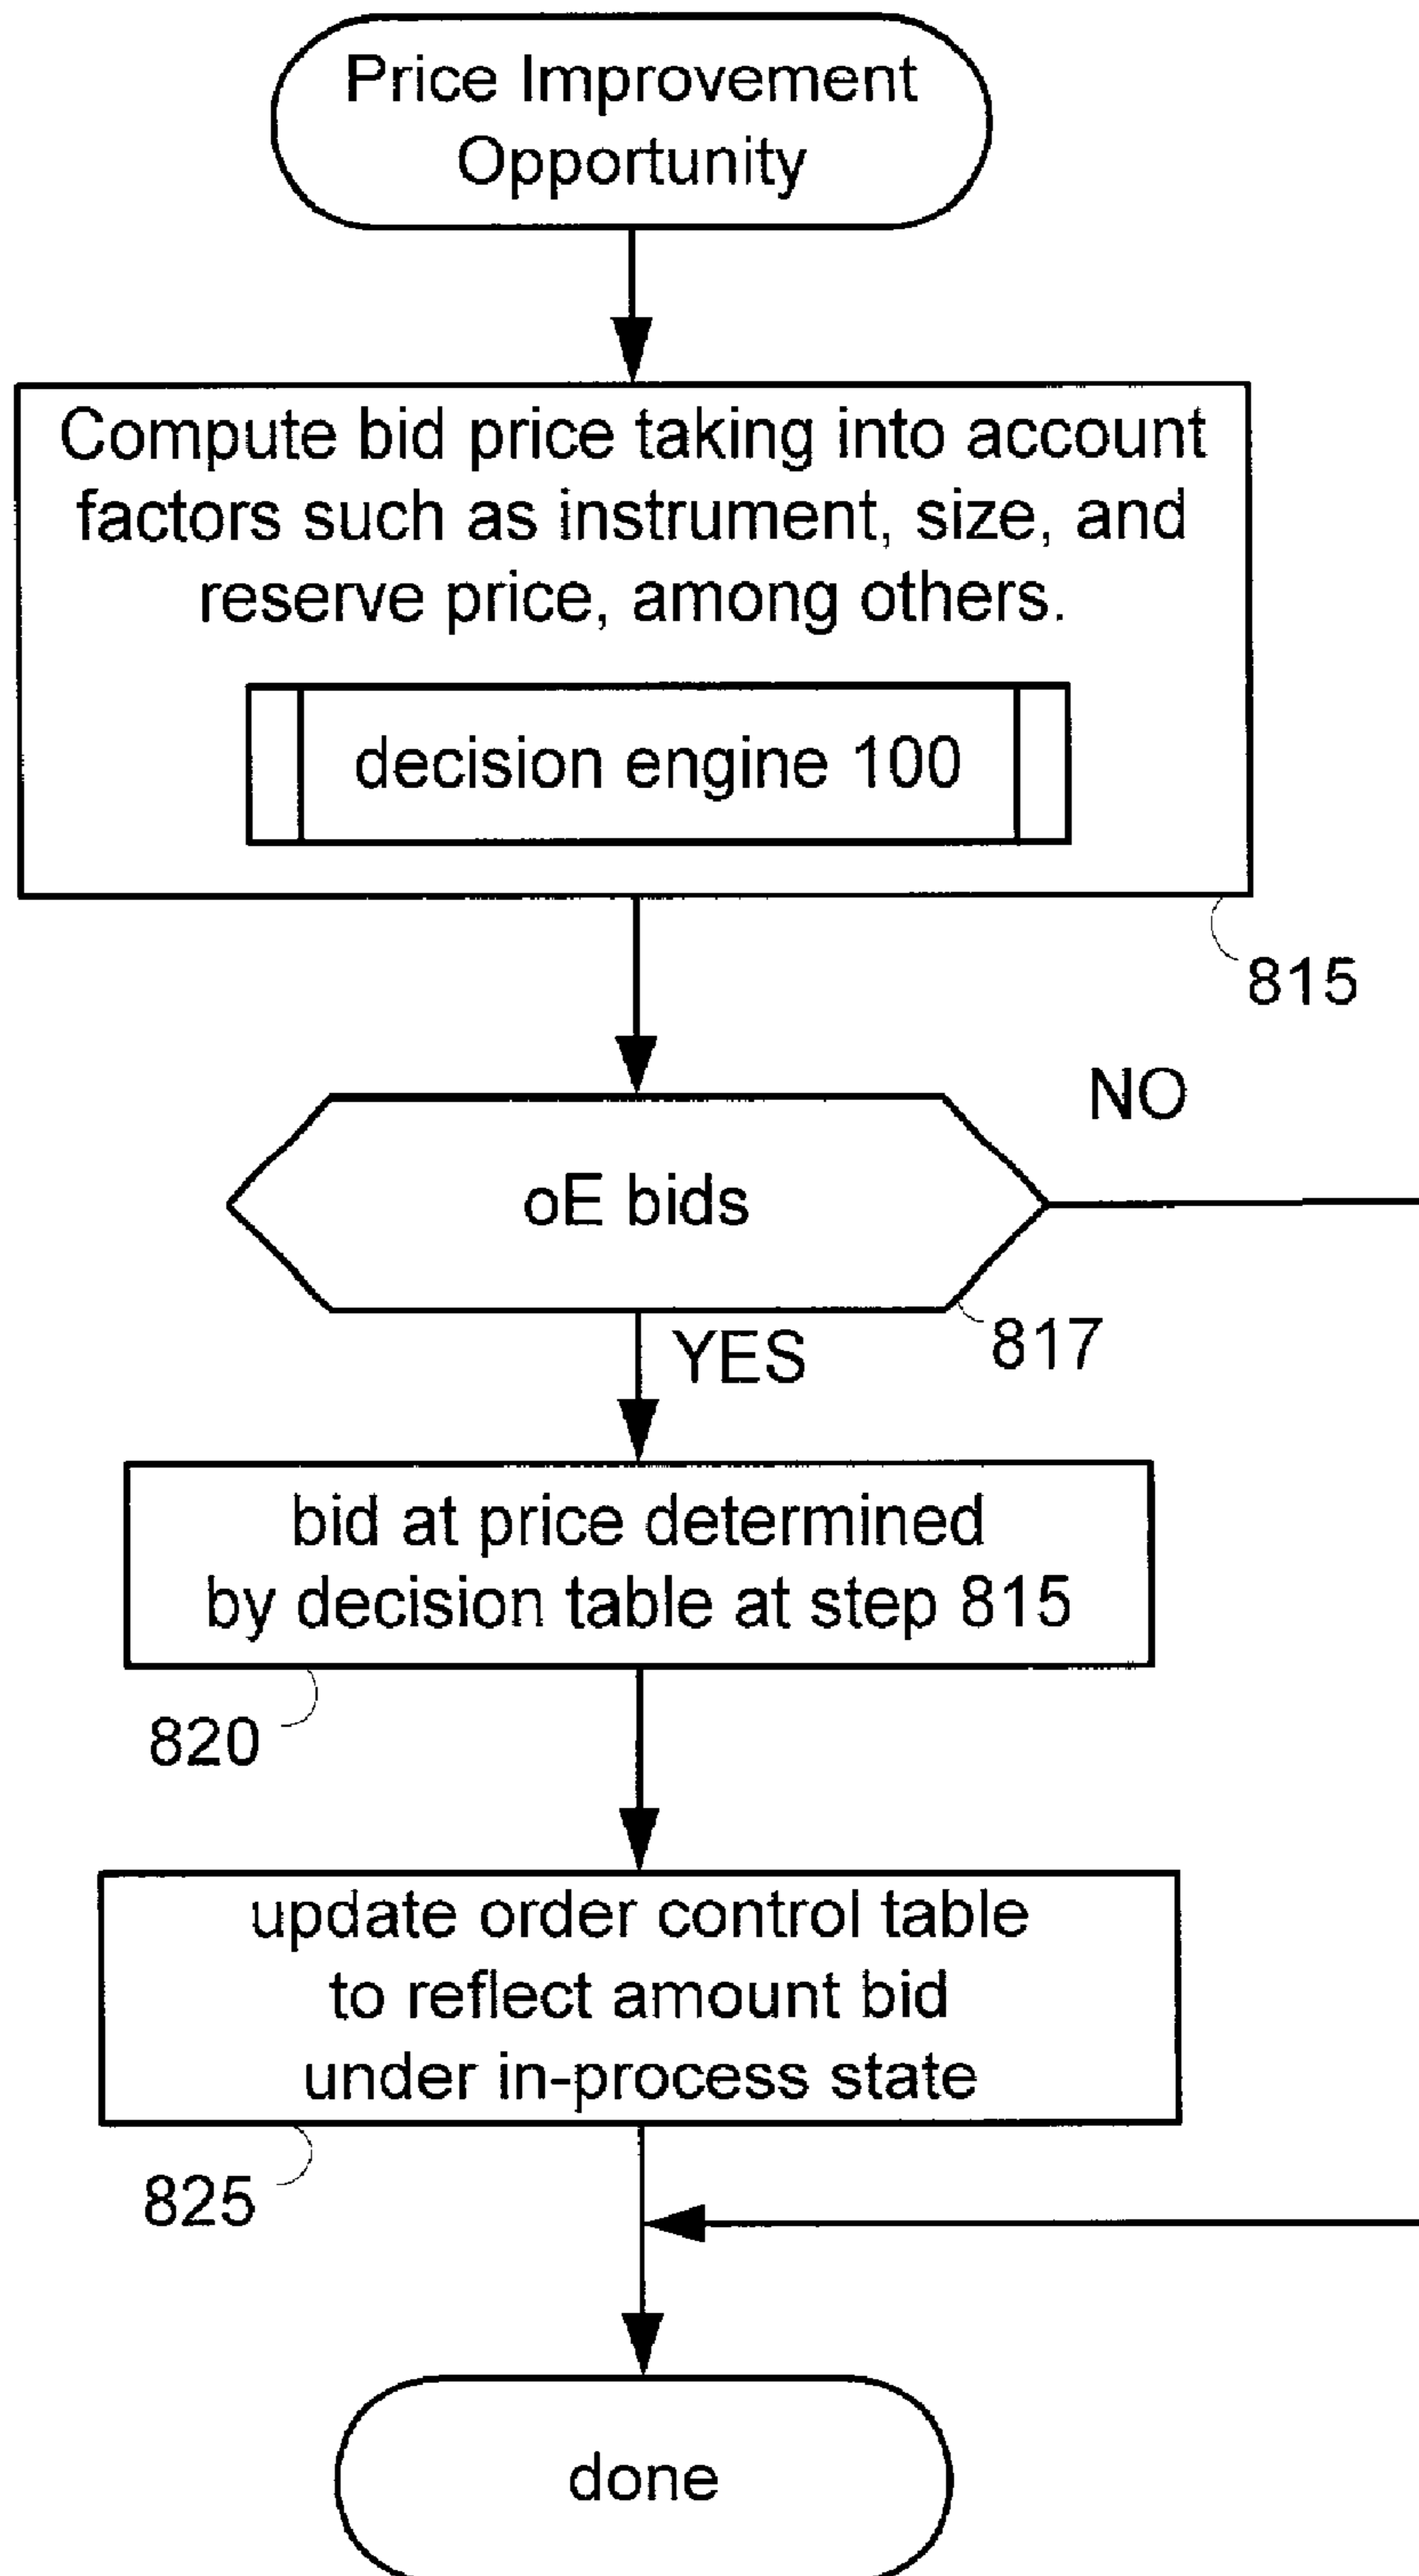 Price Improvement
Opportunity
Compute bid price taking into account
factors such as instrument, size, and
reserve price, among others.
decision engine 100
815
NO
oE bids
817
YES
bid at price determined
by decision table at step 815
820
update order control table
to reflect amount bid
under in-process state
825
done